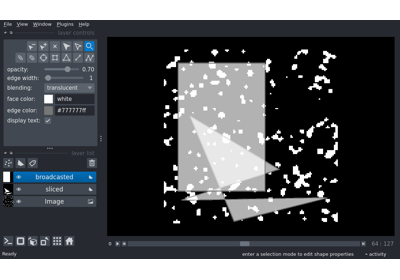 File View Window Plugins Help
layer controls
opacity: 0.70
edge width: 1
blending: translucent
face color: white
edge color: #777777ff
display text: ✓
layer list
broadcasted
sliced
Image
64 127
Ready enter a selection mode to edit shape properties activity